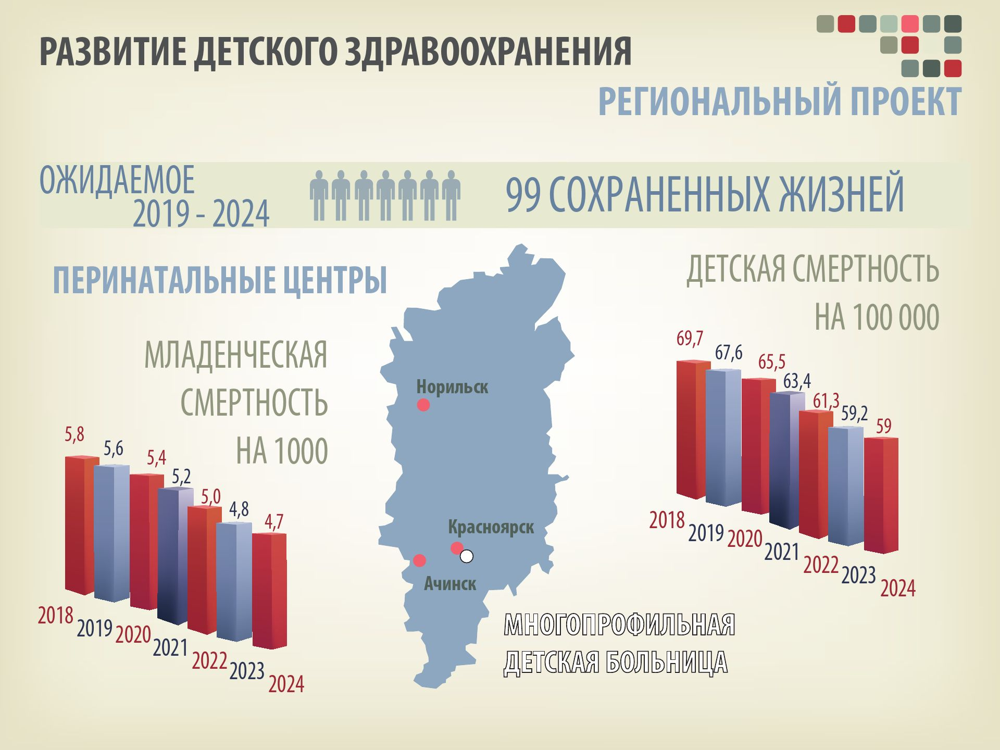 РАЗВИТИЕ ДЕТСКОГО ЗДРАВООХРАНЕНИЯ
РЕГИОНАЛЬНЫЙ ПРОЕКТ
ОЖИДАЕМОЕ
2019 - 2024
99 СОХРАНЕННЫХ ЖИЗНЕЙ
ПЕРИНАТАЛЬНЫЕ ЦЕНТРЫ
МЛАДЕНЧЕСКАЯ
СМЕРТНОСТЬ
НА 1000
5,8
5,6
5,4
5,2
5,0
4,8
4,7
2018
2019
2020
2021
2022
2023
2024
Норильск
Красноярск
Ачинск
МНОГОПРОФИЛЬНАЯ
ДЕТСКАЯ БОЛЬНИЦА
ДЕТСКАЯ СМЕРТНОСТЬ
НА 100 000
69,7
67,6
65,5
63,4
61,3
59,2
59
2018
2019
2020
2021
2022
2023
2024